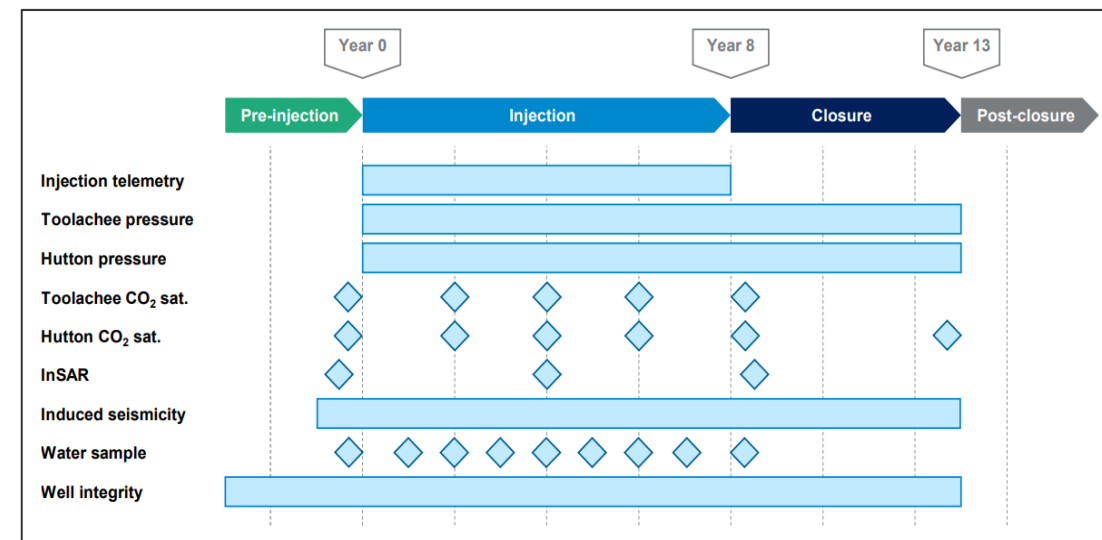 Year 0
Year 8
Year 13
Pre-injection
Injection
Closure
Post-closure
Injection telemetry
Toolachee pressure
Hutton pressure
Toolachee CO₂ sat.
Hutton CO₂ sat.
InSAR
Induced seismicity
Water sample
Well integrity